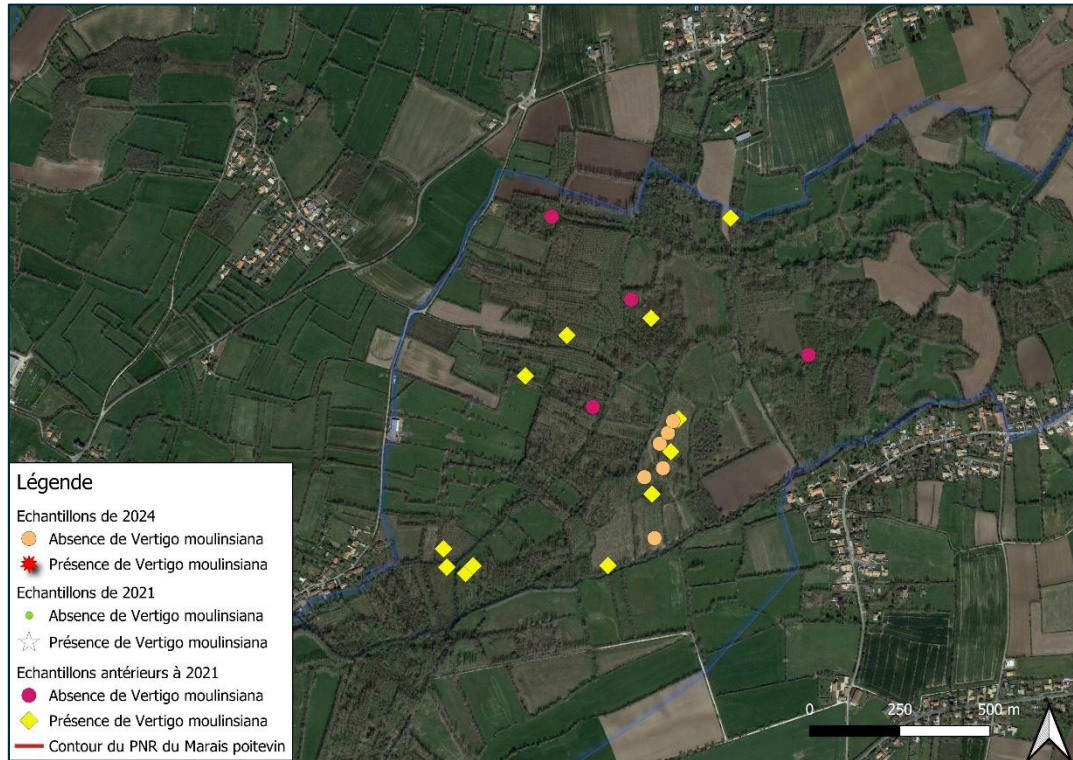 Légende
Echantillons de 2024
Absence de Vertigo moulinsiana
Présence de Vertigo moulinsiana
Echantillons de 2021
Absence de Vertigo moulinsiana
Présence de Vertigo moulinsiana
Echantillons antérieurs à 2021
Absence de Vertigo moulinsiana
Présence de Vertigo moulinsiana
Contour du PNR du Marais poitevin
0 250 500 m